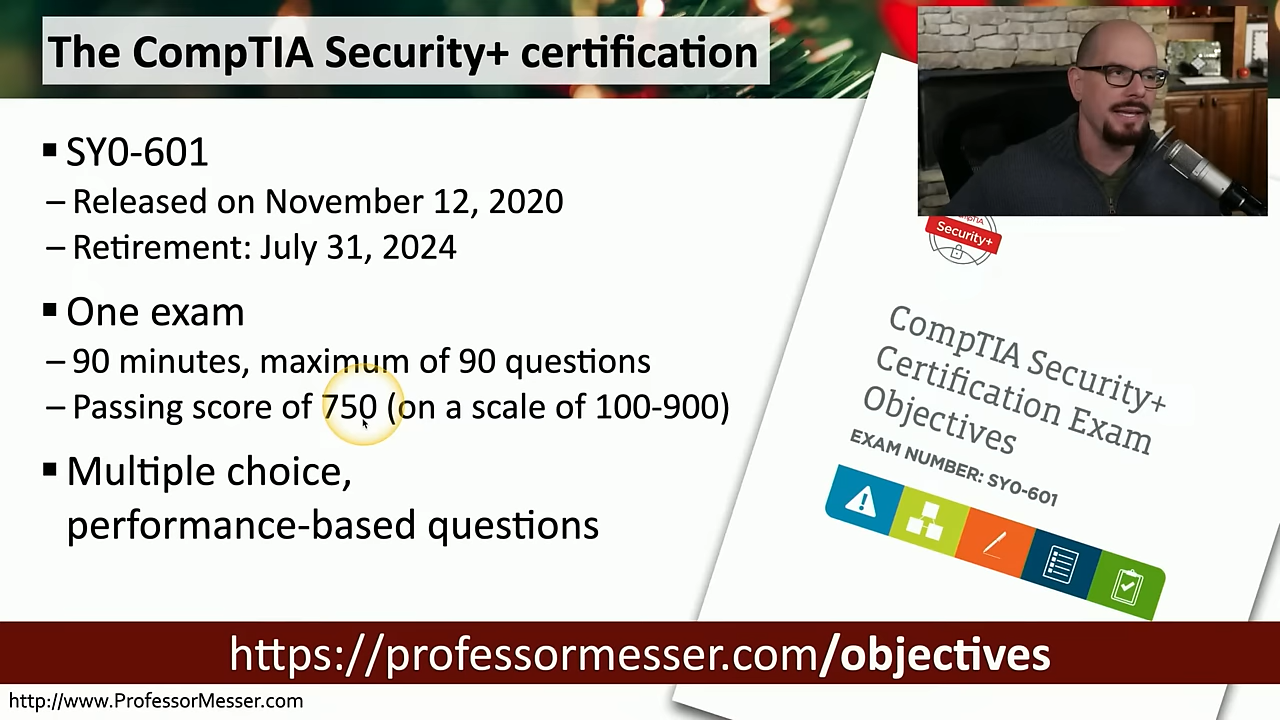 The CompTIA Security+ certification
▪ SY0-601
– Released on November 12, 2020
– Retirement: July 31, 2024
▪ One exam
– 90 minutes, maximum of 90 questions
– Passing score of 750 (on a scale of 100-900)
▪ Multiple choice,
performance-based questions
CompTIA
Security+
CompTIA Security+
Certification Exam
Objectives
EXAM NUMBER: SY0-601
https://professormesser.com/objectives
http://www.ProfessorMesser.com